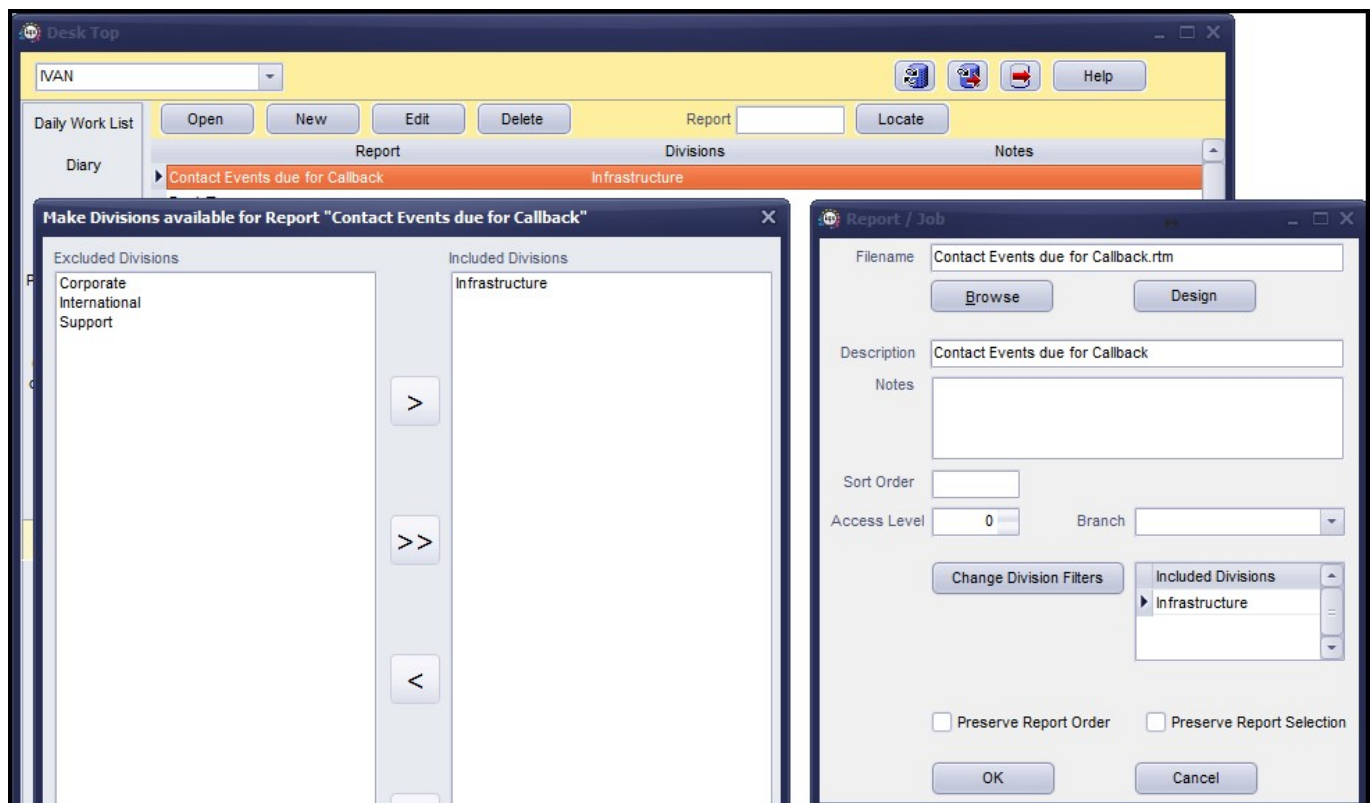 Desk Top
IVAN
Help
Daily Work List
Diary
Open New Edit Delete Report Locate
Report Divisions Notes
Contact Events due for Callback Infrastructure
Make Divisions available for Report "Contact Events due for Callback"
Excluded Divisions
Corporate
International
Support
Included Divisions
Infrastructure
>
>>
<
Report / Job
Filename Contact Events due for Callback.rtm
Browse Design
Description Contact Events due for Callback
Notes
Sort Order
Access Level 0 Branch
Change Division Filters
Included Divisions
Infrastructure
Preserve Report Order Preserve Report Selection
OK Cancel